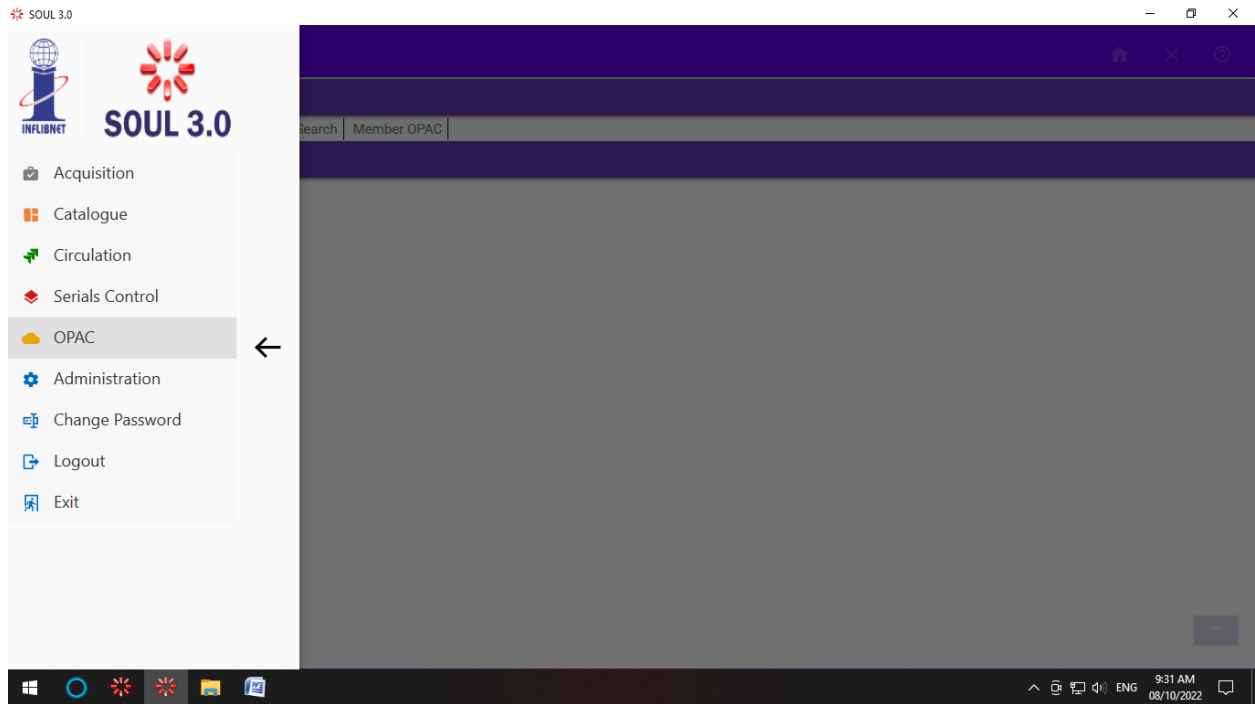 SOUL 3.0
INFLIBNET
SOUL 3.0
Search Member OPAC
Acquisition
Catalogue
Circulation
Serials Control
OPAC
Administration
Change Password
Logout
Exit
ENG
9:31 AM
08/10/2022